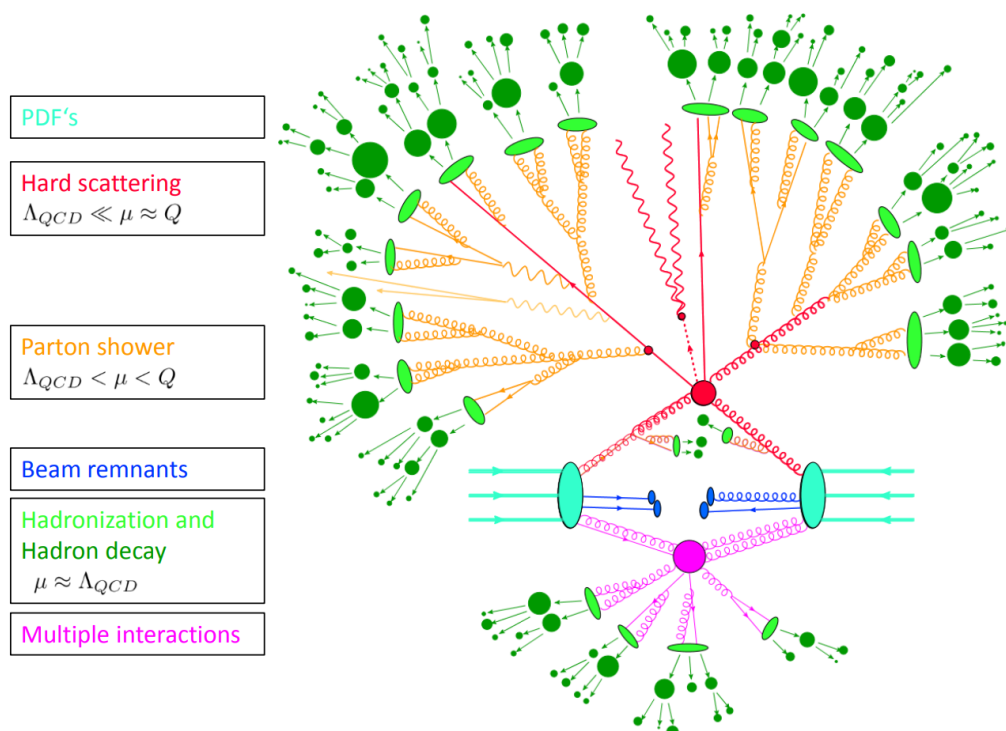 PDF‘s
Hard scattering
Λ_QCD ≪ μ ≈ Q
Parton shower
Λ_QCD < μ < Q
Beam remnants
Hadronization and
Hadron decay
μ ≈ Λ_QCD
Multiple interactions